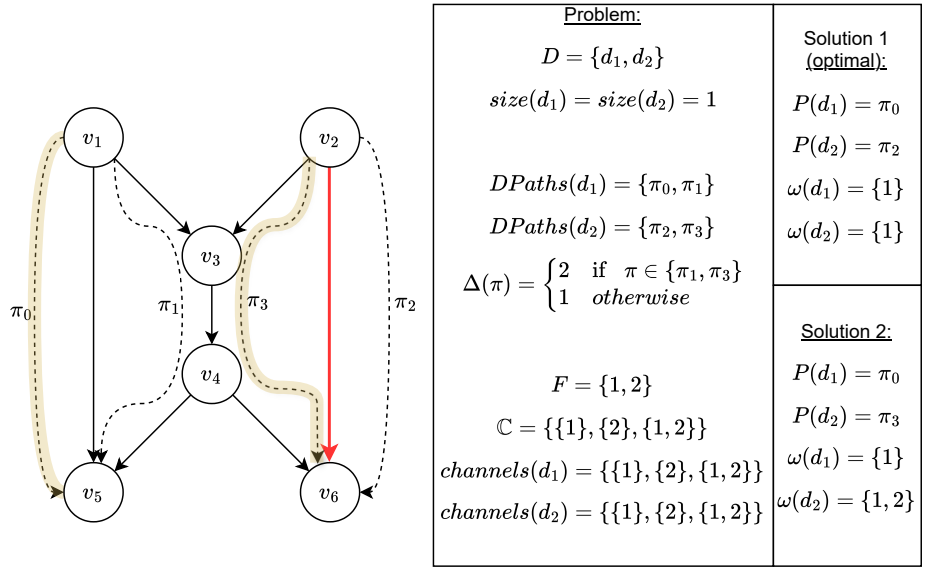 v₁
v₂
v₃
π₀
π₁
π₃
π₂
v₄
v₅
v₆
Problem:
D = {d₁, d₂}
size(d₁) = size(d₂) = 1
DPaths(d₁) = {π₀, π₁}
DPaths(d₂) = {π₂, π₃}
Δ(π) = { 2 if π ∈ {π₁, π₃}
1 otherwise
F = {1, 2}
ℂ = {{1}, {2}, {1, 2}}
channels(d₁) = {{1}, {2}, {1, 2}}
channels(d₂) = {{1}, {2}, {1, 2}}
Solution 1
(optimal):
P(d₁) = π₀
P(d₂) = π₂
ω(d₁) = {1}
ω(d₂) = {1}
Solution 2:
P(d₁) = π₀
P(d₂) = π₃
ω(d₁) = {1}
ω(d₂) = {1, 2}